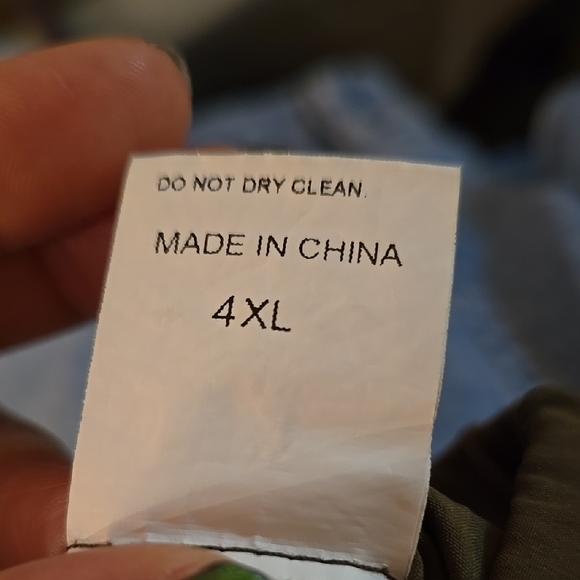 DO NOT DRY CLEAN.
MADE IN CHINA
4XL